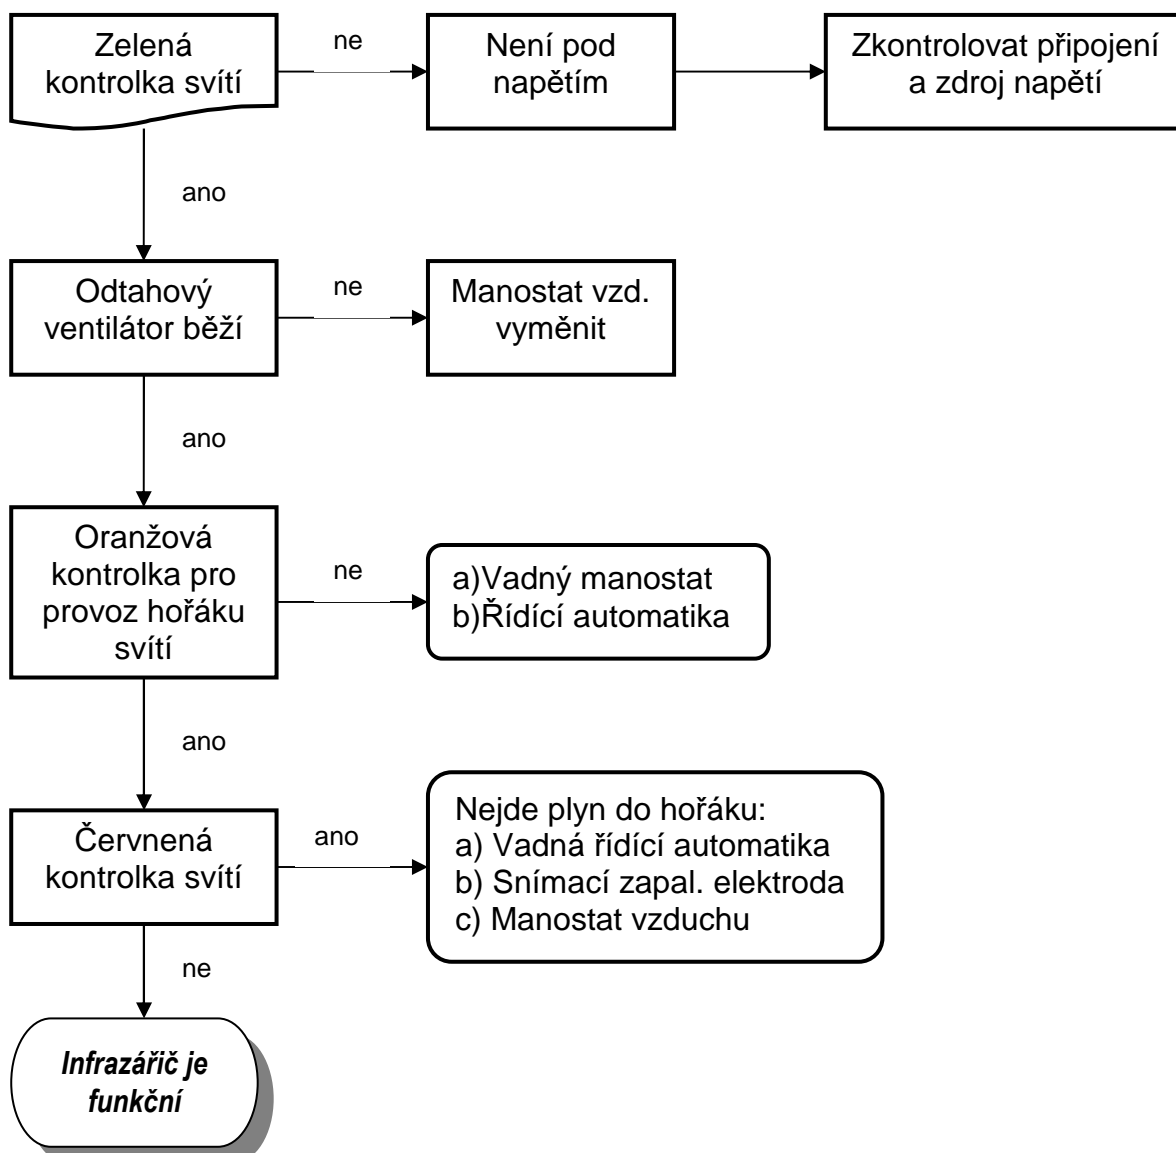 Zelená
kontrolka svítí
ne
Není pod
napětím
Zkontrolovat připojení
a zdroj napětí
ano
Odtahový
ventilátor běží
ne
Manostat vzd.
vyměnit
ano
Oranžová
kontrolka pro
provoz hořáku
svítí
ne
a)Vadný manostat
b)Řídící automatika
ano
Červnená
kontrolka svítí
ano
Nejde plyn do hořáku:
a) Vadná řídící automatika
b) Snímací zapal. elektroda
c) Manostat vzduchu
ne
Infrazářič je
funkční